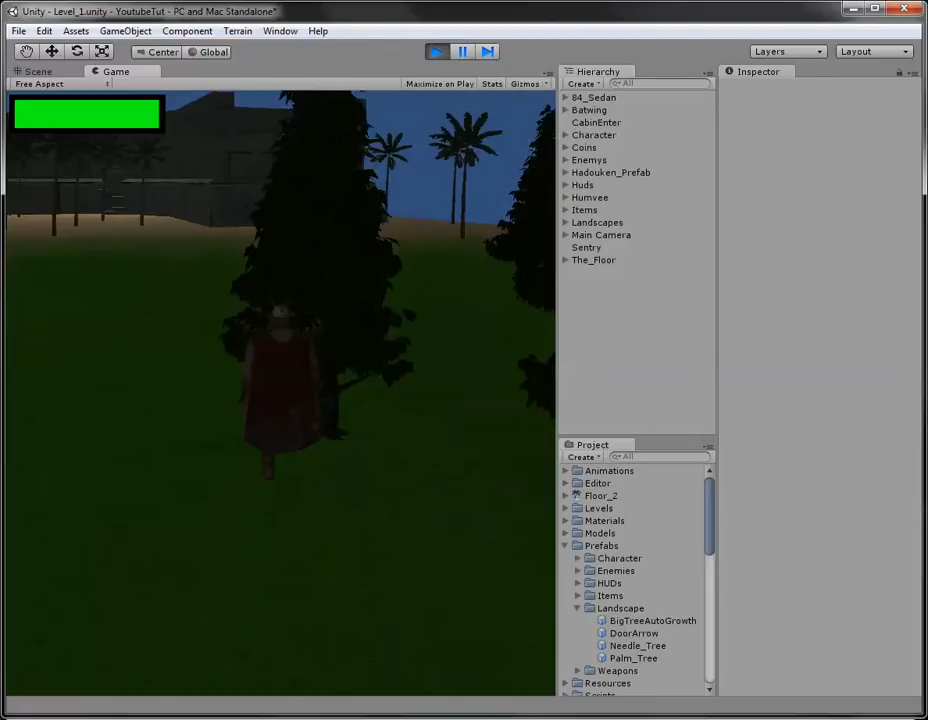 Unity - Level_1.unity - YoutubeTut - PC and Mac Standalone*
File Edit Assets GameObject Component Terrain Window Help
Center Global Layers Layout
Scene Game Hierarchy Inspector
Free Aspect Maximize on Play Stats Gizmos Create All
84_Sedan
Batwing
CabinEnter
Character
Coins
Enemys
Hadouken_Prefab
Huds
Humvee
Items
Landscapes
Main Camera
Sentry
The_Floor
Project
Create All
Animations
Editor
Floor_2
Levels
Materials
Models
Prefabs
Character
Enemies
HUDs
Items
Landscape
BigTreeAutoGrowth
DoorArrow
Needle_Tree
Palm_Tree
Weapons
Resources
Scripts